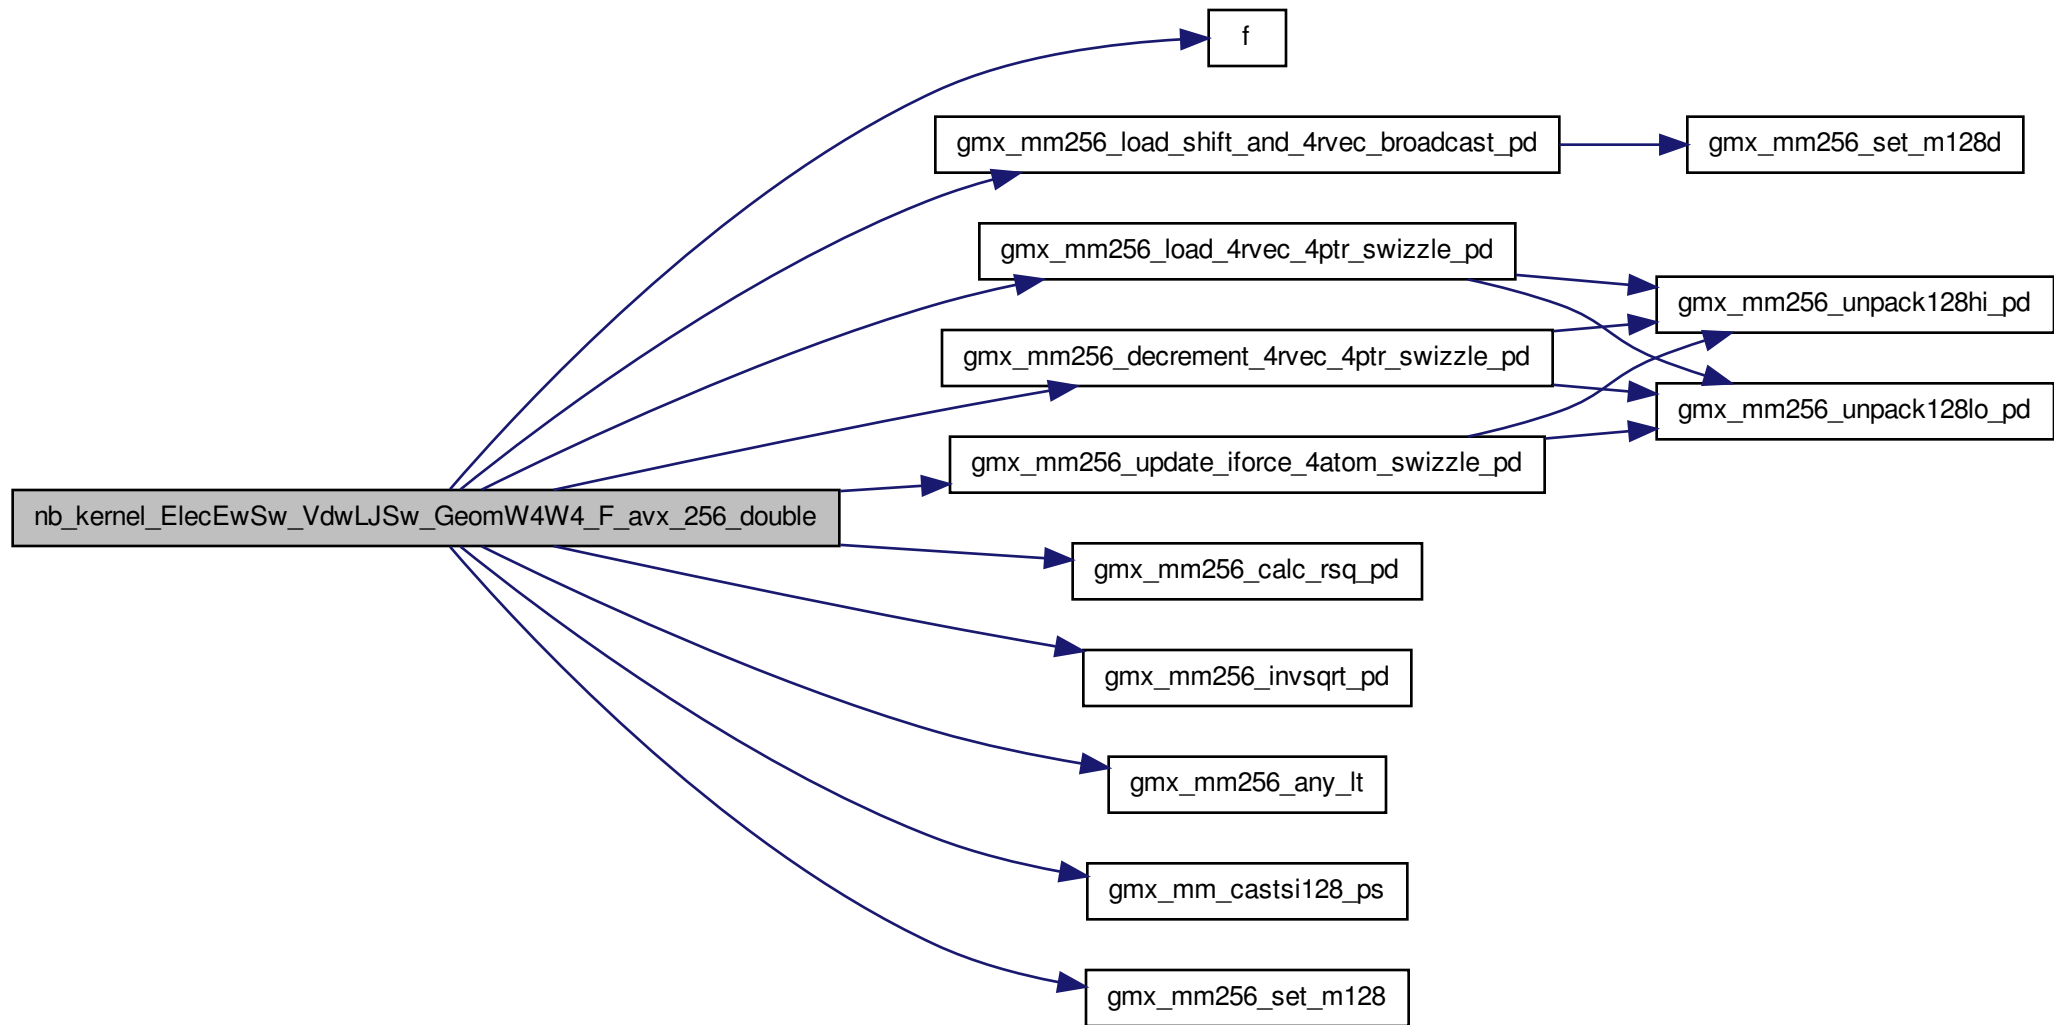 f
gmx_mm256_load_shift_and_4rvec_broadcast_pd
gmx_mm256_set_m128d
gmx_mm256_load_4rvec_4ptr_swizzle_pd
gmx_mm256_unpack128hi_pd
gmx_mm256_decrement_4rvec_4ptr_swizzle_pd
gmx_mm256_unpack128lo_pd
gmx_mm256_update_iforce_4atom_swizzle_pd
nb_kernel_ElecEwSw_VdwLJSw_GeomW4W4_F_avx_256_double
gmx_mm256_calc_rsq_pd
gmx_mm256_invsqrt_pd
gmx_mm256_any_lt
gmx_mm_castsi128_ps
gmx_mm256_set_m128